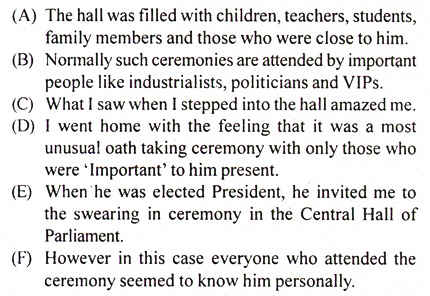 (A) The hall was filled with children, teachers, students,
family members and those who were close to him.
(B) Normally such ceremonies are attended by important
people like industrialists, politicians and VIPs.
(C) What I saw when I stepped into the hall amazed me.
(D) I went home with the feeling that it was a most
unusual oath taking ceremony with only those who
were ‘Important’ to him present.
(E) When he was elected President, he invited me to
the swearing in ceremony in the Central Hall of
Parliament.
(F) However in this case everyone who attended the
ceremony seemed to know him personally.